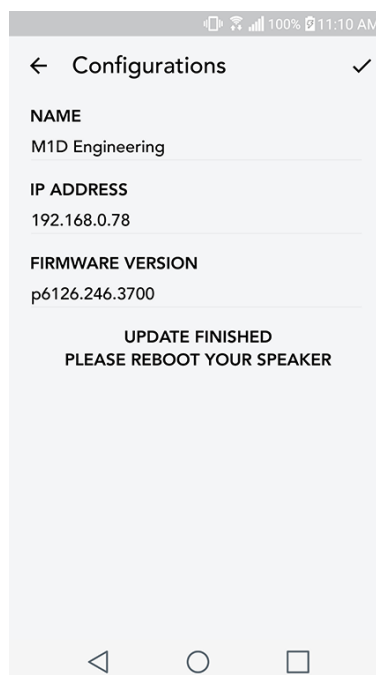 100% 11:10 AM
Configurations
NAME
M1D Engineering
IP ADDRESS
192.168.0.78
FIRMWARE VERSION
p6126.246.3700
UPDATE FINISHED
PLEASE REBOOT YOUR SPEAKER